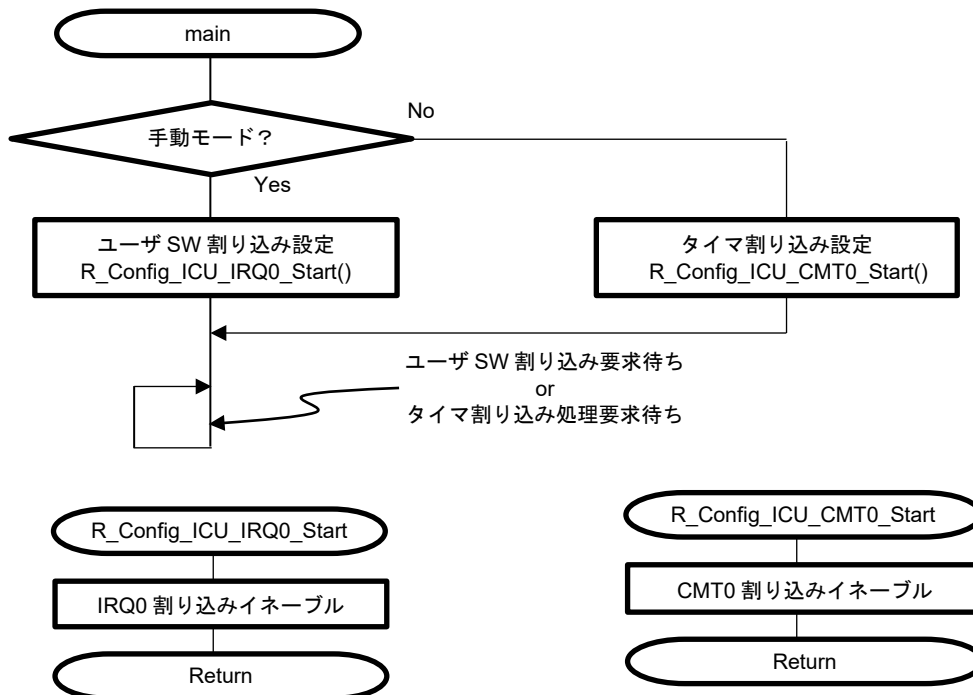 main
手動モード?
No
Yes
ユーザ SW 割り込み設定
R_Config_ICU_IRQ0_Start()
タイマ割り込み設定
R_Config_ICU_CMT0_Start()
ユーザ SW 割り込み要求待ち
or
タイマ割り込み処理要求待ち
R_Config_ICU_IRQ0_Start
IRQ0 割り込みイネーブル
Return
R_Config_ICU_CMT0_Start
CMT0 割り込みイネーブル
Return